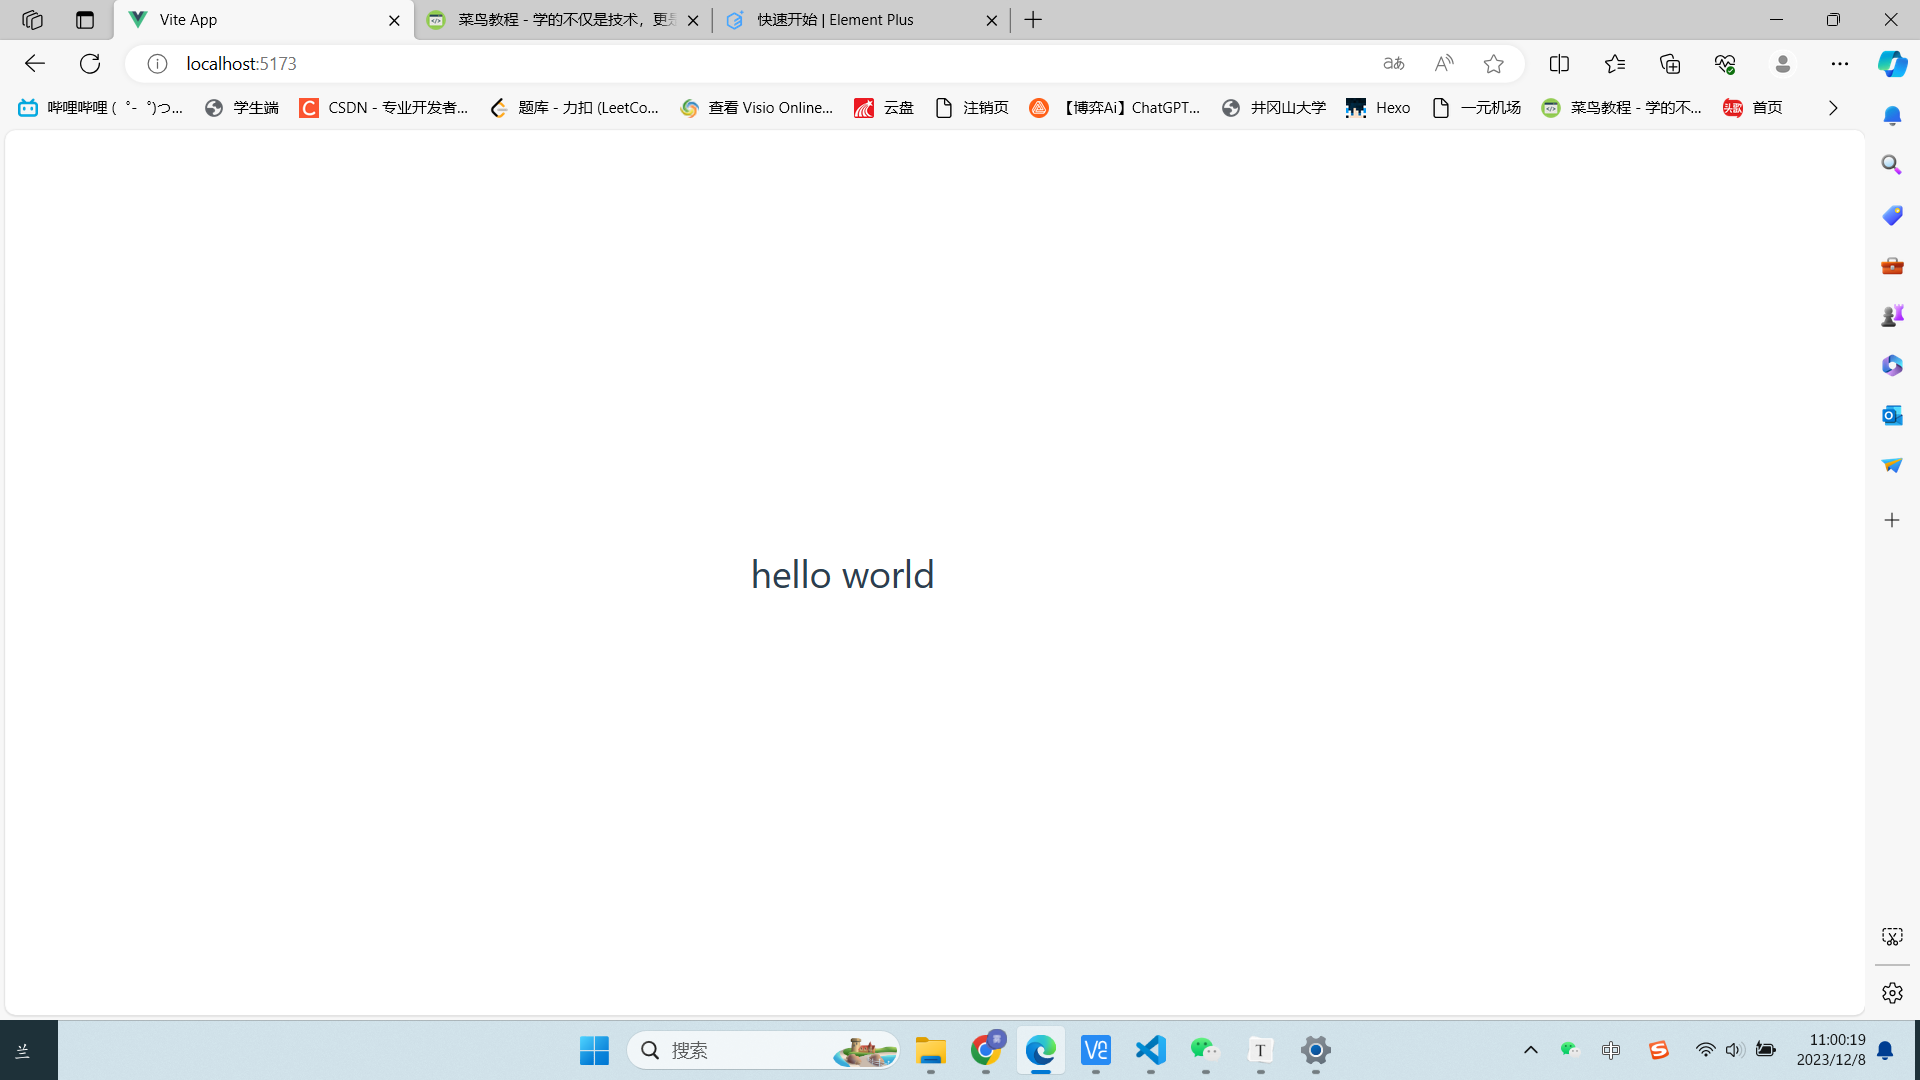 Vite App
菜鸟教程 - 学的不仅是技术，更是
快速开始 | Element Plus
localhost:5173
哔哩哔哩 (゜-゜)つ...
学生端
CSDN - 专业开发者...
题库 - 力扣 (LeetCo...
查看 Visio Online...
云盘
注销页
【博弈Ai】ChatGPT...
井冈山大学
Hexo
一元机场
菜鸟教程 - 学的不...
首页
hello world
搜索
中
11:00:19
2023/12/8